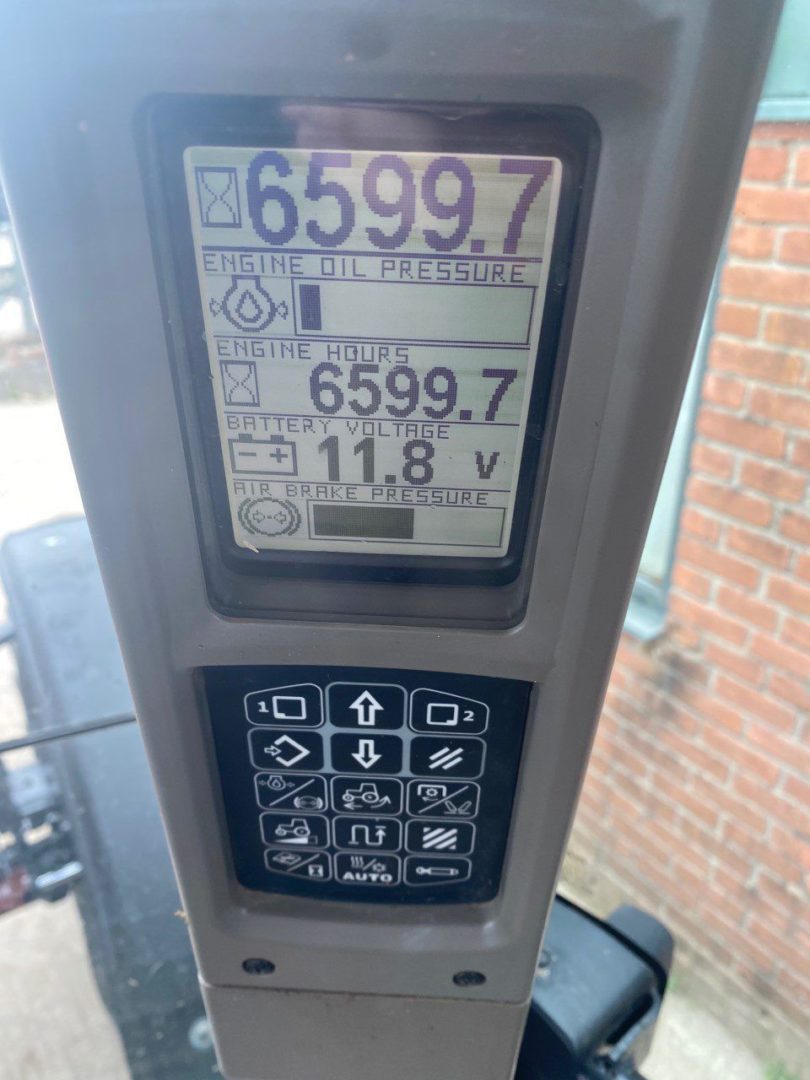 6599.7
ENGINE OIL PRESSURE
ENGINE HOURS
6599.7
BATTERY VOLTAGE
- + 11.8 V
AIR BRAKE PRESSURE
1 2
AUTO